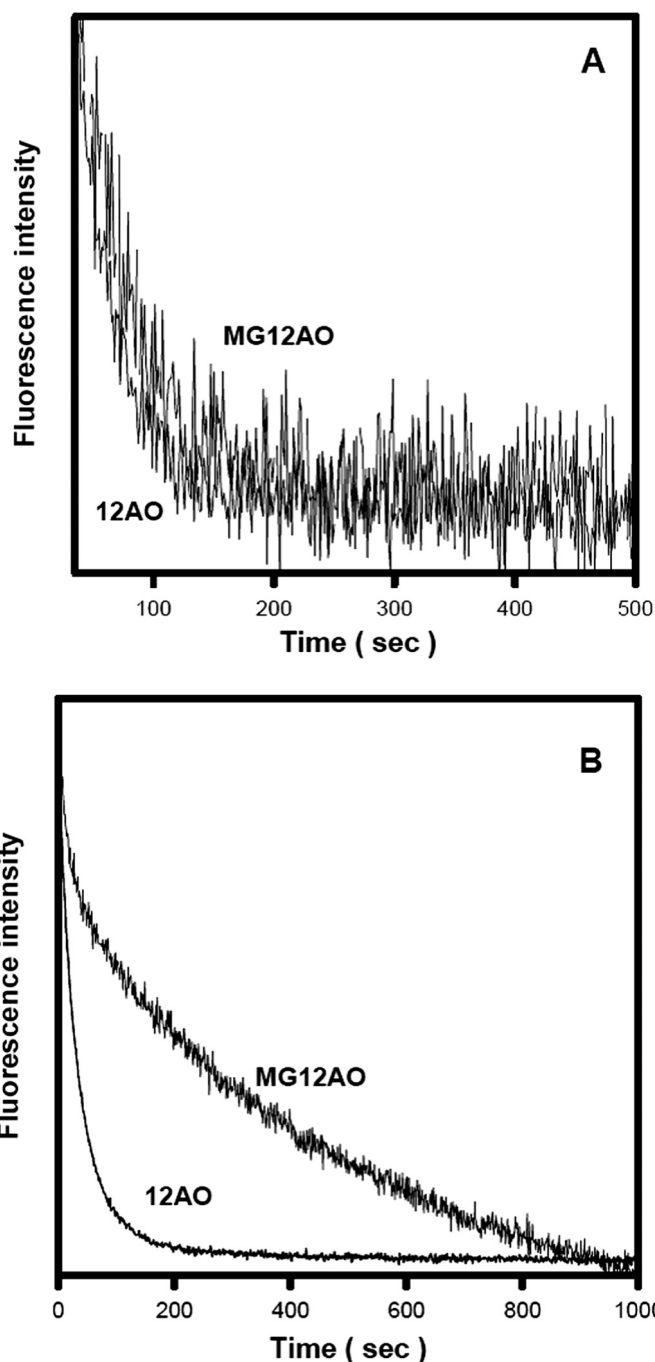 A
Fluorescence intensity
MG12AO
12AO
100 200 300 400 500
Time ( sec )
B
Fluorescence intensity
MG12AO
12AO
0 200 400 600 800 1000
Time ( sec )